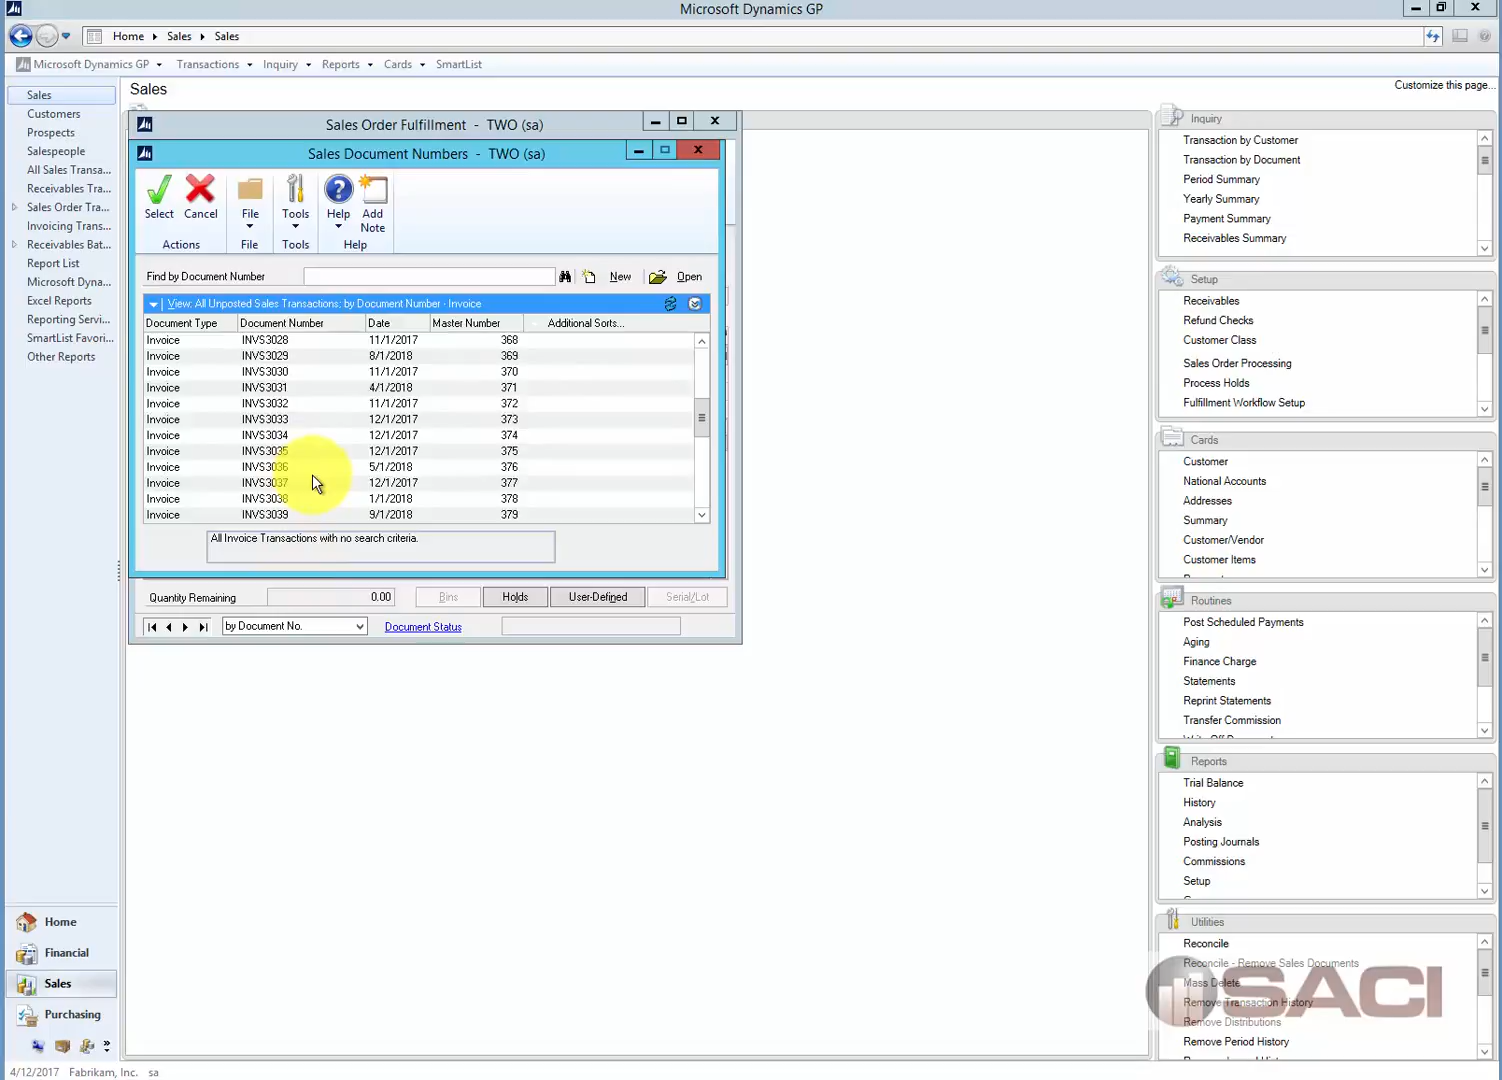 Microsoft Dynamics GP
Home Sales Sales
Microsoft Dynamics GP Transactions Inquiry Reports Cards SmartList
Sales
Customers
Prospects
Salespeople
All Sales Transa...
Receivables Tra...
Sales Order Tra...
Invoicing Trans...
Receivables Bat...
Report List
Microsoft Dyna...
Excel Reports
Reporting Servi...
SmartList Favori...
Other Reports
Home
Financial
Sales
Purchasing
Sales
Customize this page...
Sales Order Fulfillment - TWO (sa)
Sales Document Numbers - TWO (sa)
Select Cancel File Tools Help Add Note
Actions File Tools Help
Find by Document Number New Open
View: All Unposted Sales Transactions; by Document Number - Invoice
Document Type Document Number Date Master Number Additional Sorts...
Invoice INVS3028 11/1/2017 368
Invoice INVS3029 8/1/2018 369
Invoice INVS3030 11/1/2017 370
Invoice INVS3031 4/1/2018 371
Invoice INVS3032 11/1/2017 372
Invoice INVS3033 12/1/2017 373
Invoice INVS3034 12/1/2017 374
Invoice INVS3035 12/1/2017 375
Invoice INVS3036 5/1/2018 376
Invoice INVS3037 12/1/2017 377
Invoice INVS3038 1/1/2018 378
Invoice INVS3039 9/1/2018 379
All Invoice Transactions with no search criteria.
Quantity Remaining 0.00 Bins Holds User-Defined Serial/Lot
by Document No. Document Status
Inquiry
Transaction by Customer
Transaction by Document
Period Summary
Yearly Summary
Payment Summary
Receivables Summary
Setup
Receivables
Refund Checks
Customer Class
Sales Order Processing
Process Holds
Fulfillment Workflow Setup
Cards
Customer
National Accounts
Addresses
Summary
Customer/Vendor
Customer Items
Routines
Post Scheduled Payments
Aging
Finance Charge
Statements
Reprint Statements
Transfer Commission
Reports
Trial Balance
History
Analysis
Posting Journals
Commissions
Setup
Utilities
Reconcile
Reconcile - Remove Sales Documents
Mass Delete
Remove Transaction History
Remove Distributions
Remove Period History
SACI
4/12/2017 Fabrikam, Inc. sa